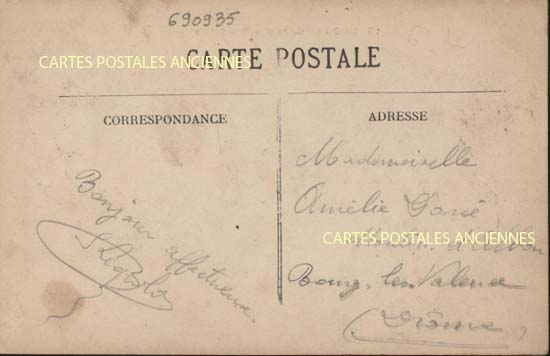 690935
CARTE POSTALE
CARTES POSTALES ANCIENNES
CORRESPONDANCE
ADRESSE
Bonjour affectueux.
Mademoiselle
Amélie
CARTES POSTALES ANCIENNES
Bourg-les-Valence
(Drôme)